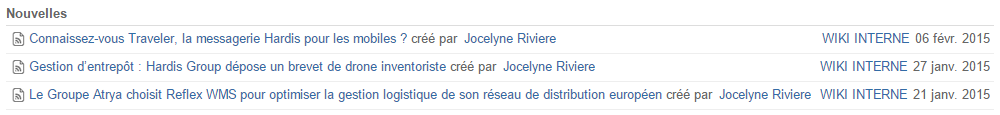 Nouvelles
Connaissez-vous Traveler, la messagerie Hardis pour les mobiles ? créé par Jocelyne Riviere WIKI INTERNE 06 févr. 2015
Gestion d'entrepôt : Hardis Group dépose un brevet de drone inventoriste créé par Jocelyne Riviere WIKI INTERNE 27 janv. 2015
Le Groupe Atrya choisit Reflex WMS pour optimiser la gestion logistique de son réseau de distribution européen créé par Jocelyne Riviere WIKI INTERNE 21 janv. 2015